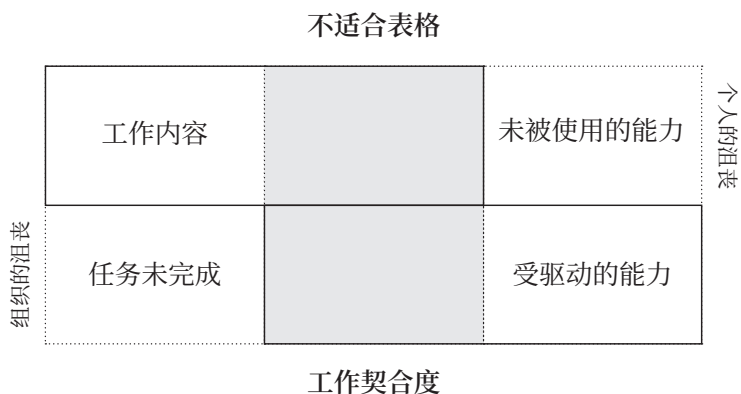 不适合表格
工作内容
未被使用的能力
个人的沮丧
组织的沮丧
任务未完成
受驱动的能力
工作契合度